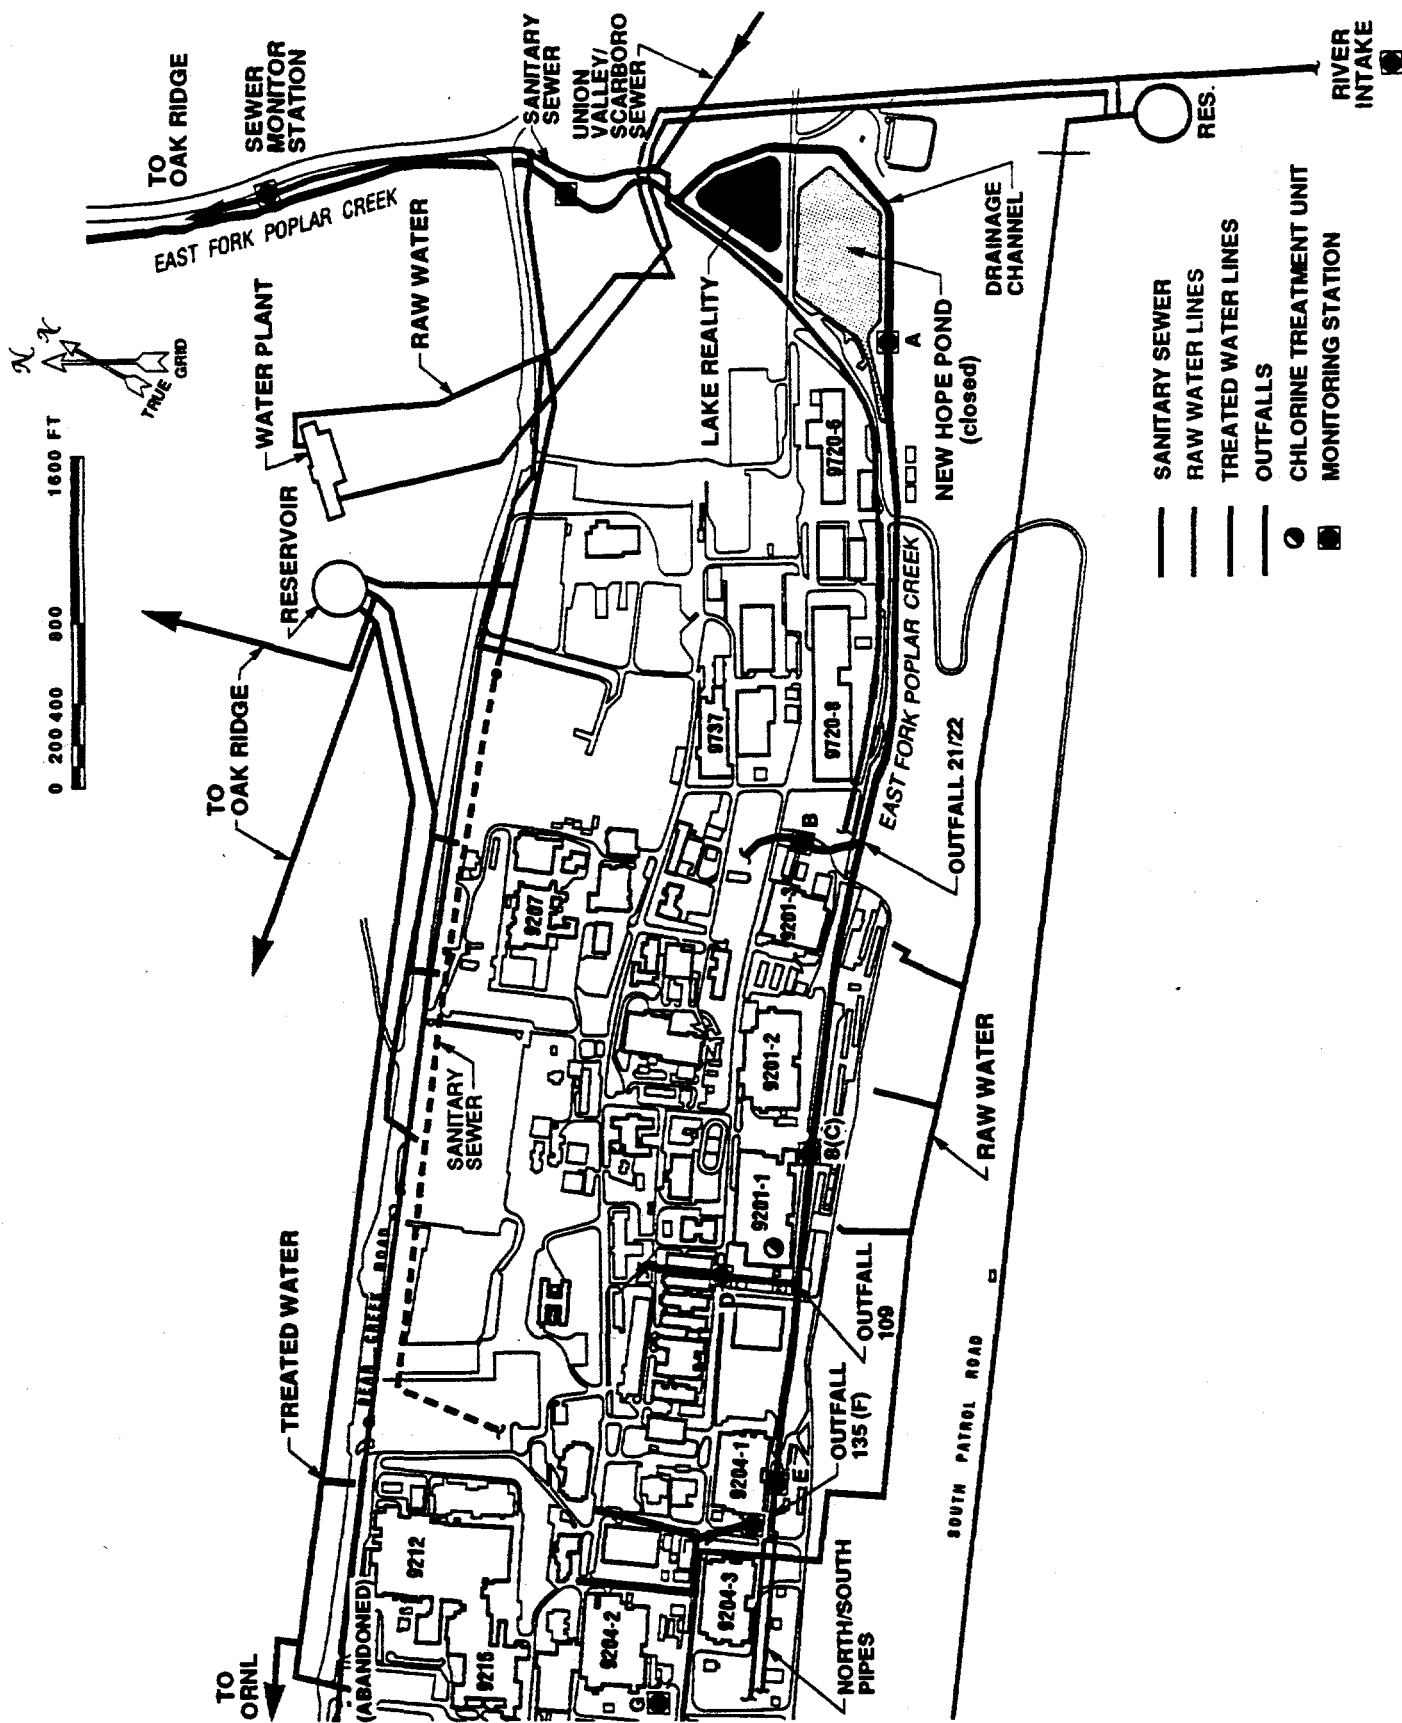 TO
OAK RIDGE
SEWER
MONITOR
STATION
SANITARY
SEWER
UNION
VALLEY/
SCARBORO
SEWER
RIVER
INTAKE
RES.
EAST FORK POPLAR CREEK
RAW WATER
WATER PLANT
N
N
TRUE
GRID
0 200 400 800 1600 FT
RESERVOIR
TO
OAK RIDGE
LAKE REALITY
DRAINAGE
CHANNEL
NEW HOPE POND
(closed)
A
9720-6
9737
9720-8
EAST FORK POPLAR CREEK
OUTFALL 21/22
B
9207
9201-3
9201-2
8(C)
9201-1
RAW WATER
SANITARY
SEWER
TREATED WATER
BEAR CREEK ROAD
D
OUTFALL
109
OUTFALL
135 (F)
E
9204-1
SOUTH PATROL ROAD
9212
9204-3
9204-2
9215
G
NORTH/SOUTH
PIPES
(ABANDONED)
TO
ORNL
SANITARY SEWER
RAW WATER LINES
TREATED WATER LINES
OUTFALLS
CHLORINE TREATMENT UNIT
MONITORING STATION